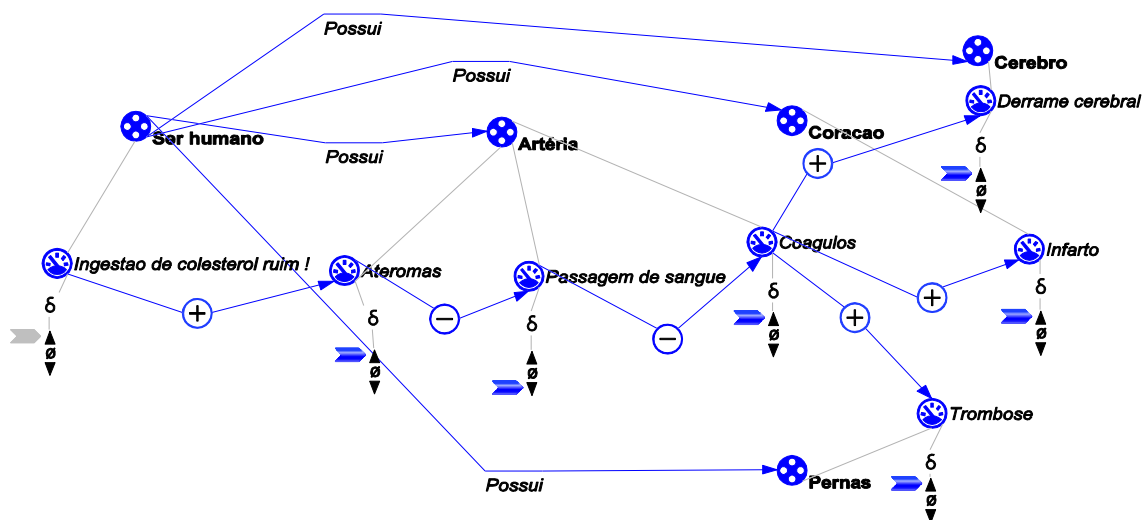 Possui
Cerebro
Possui
Derrame cerebral
Ser humano
Artéria
Coracao
Possui
+
δ
ø
Ingestao de colesterol ruim !
Ateromas
Passagem de sangue
Coagulos
Infarto
+
−
−
+
+
δ
ø
δ
ø
δ
ø
δ
ø
δ
ø
Trombose
Possui
Pernas
δ
ø